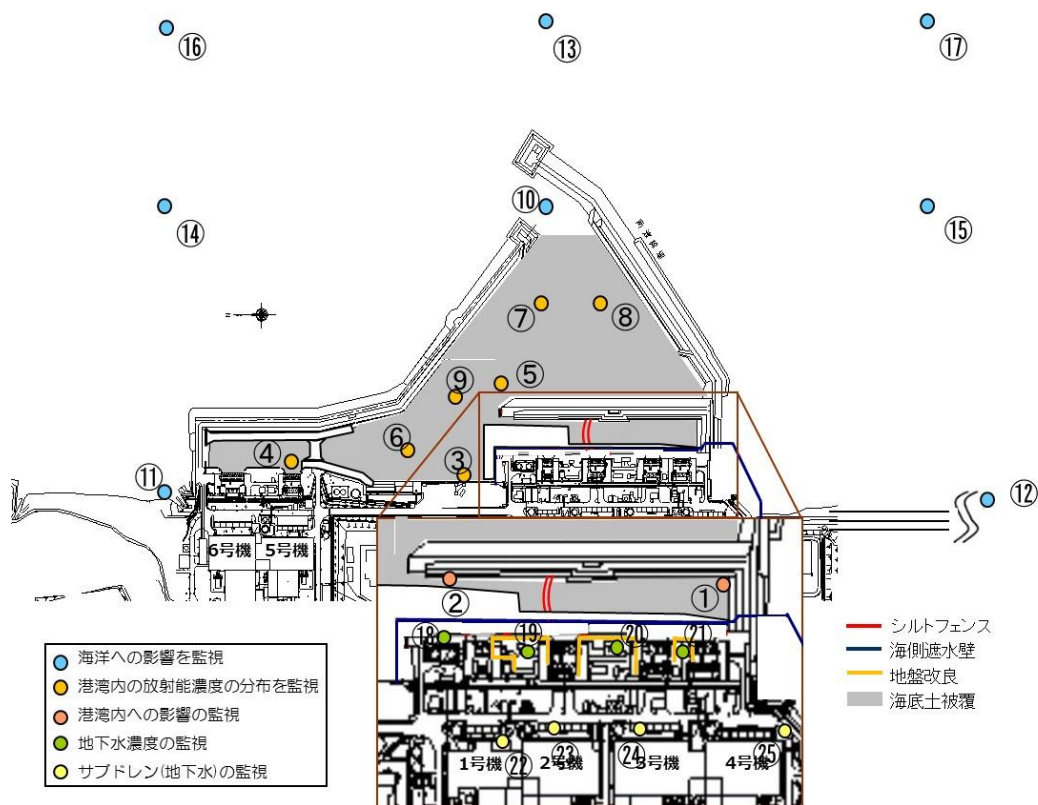 ⑯
⑬
⑰
⑭
⑩
⑮
⑦
⑧
⑤
⑨
⑥
④
③
⑪
⑫
6号機
5号機
①
②
⑱
⑲
⑳
㉑
1号機
㉒
2号機
㉓
3号機
㉔
4号機
㉕
海洋への影響を監視
港湾内の放射能濃度の分布を監視
港湾内への影響の監視
地下水濃度の監視
サブドレン(地下水)の監視
シルトフェンス
海側遮水壁
地盤改良
海底土被覆